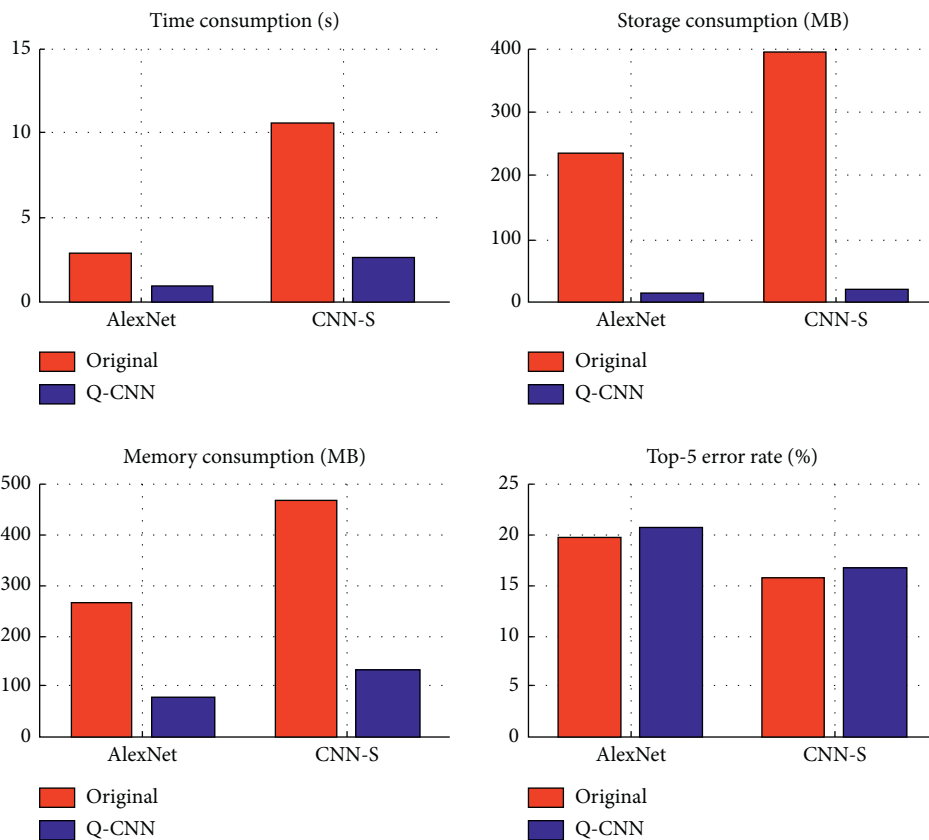 Time consumption (s)
15
10
5
0
AlexNet CNN-S
Original
Q-CNN
Storage consumption (MB)
400
300
200
100
0
AlexNet CNN-S
Original
Q-CNN
Memory consumption (MB)
500
400
300
200
100
0
AlexNet CNN-S
Original
Q-CNN
Top-5 error rate (%)
25
20
15
10
5
0
AlexNet CNN-S
Original
Q-CNN